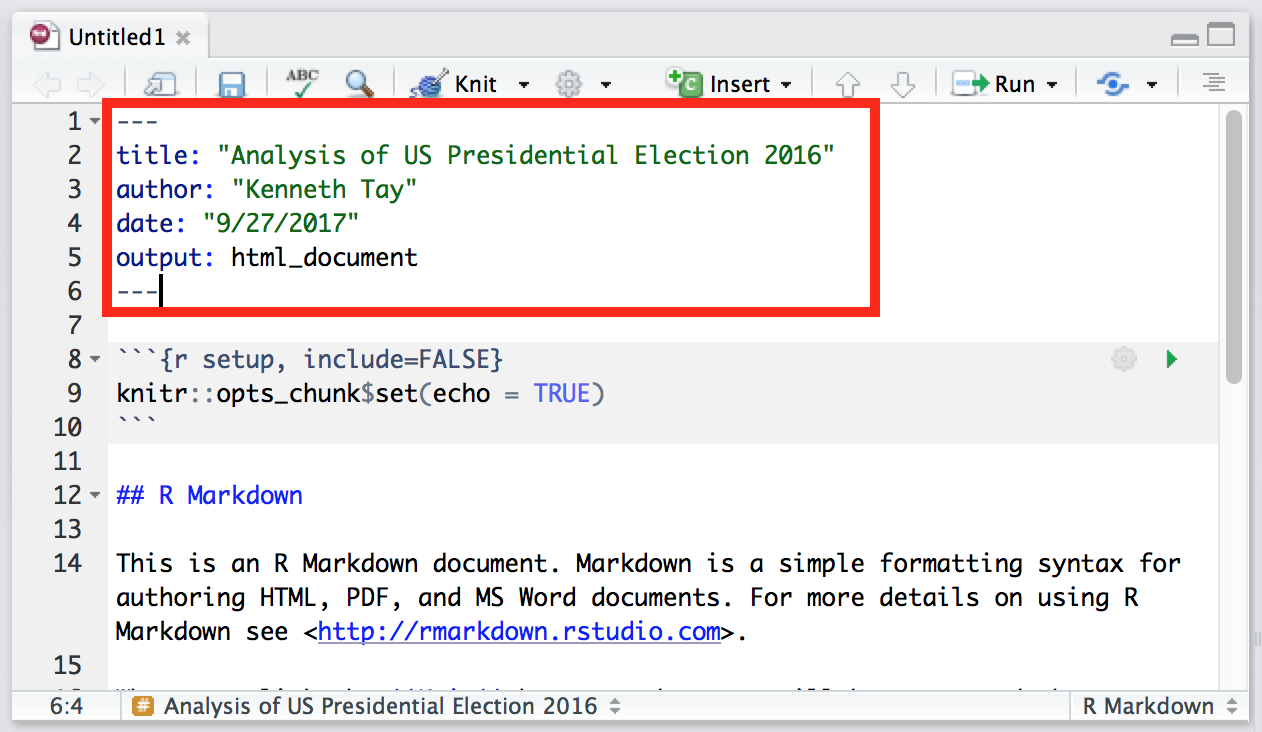 Untitled1
ABC Knit Insert Run
1 ---
2 title: "Analysis of US Presidential Election 2016"
3 author: "Kenneth Tay"
4 date: "9/27/2017"
5 output: html_document
6 ---
7
8 ```{r setup, include=FALSE}
9 knitr::opts_chunk$set(echo = TRUE)
10 ```
11
12 ## R Markdown
13
14 This is an R Markdown document. Markdown is a simple formatting syntax for
authoring HTML, PDF, and MS Word documents. For more details on using R
Markdown see <http://rmarkdown.rstudio.com>.
15
6:4 # Analysis of US Presidential Election 2016 R Markdown